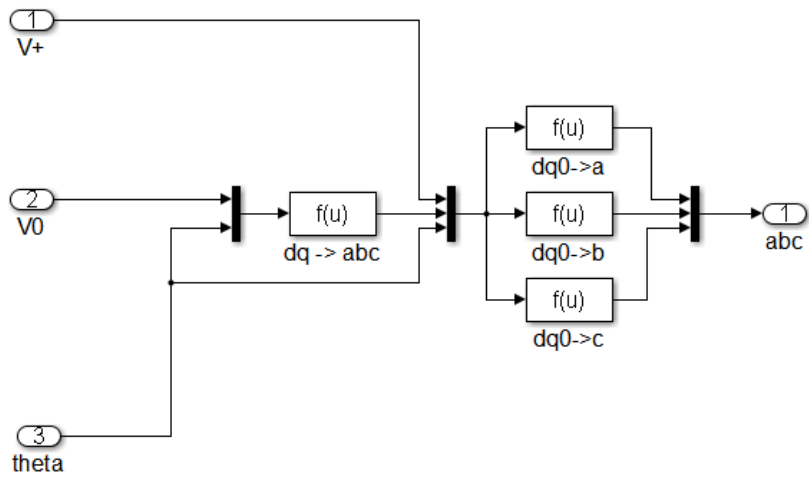 1
V+
2
V0
f(u)
dq -> abc
3
theta
f(u)
dq0->a
f(u)
dq0->b
f(u)
dq0->c
1
abc